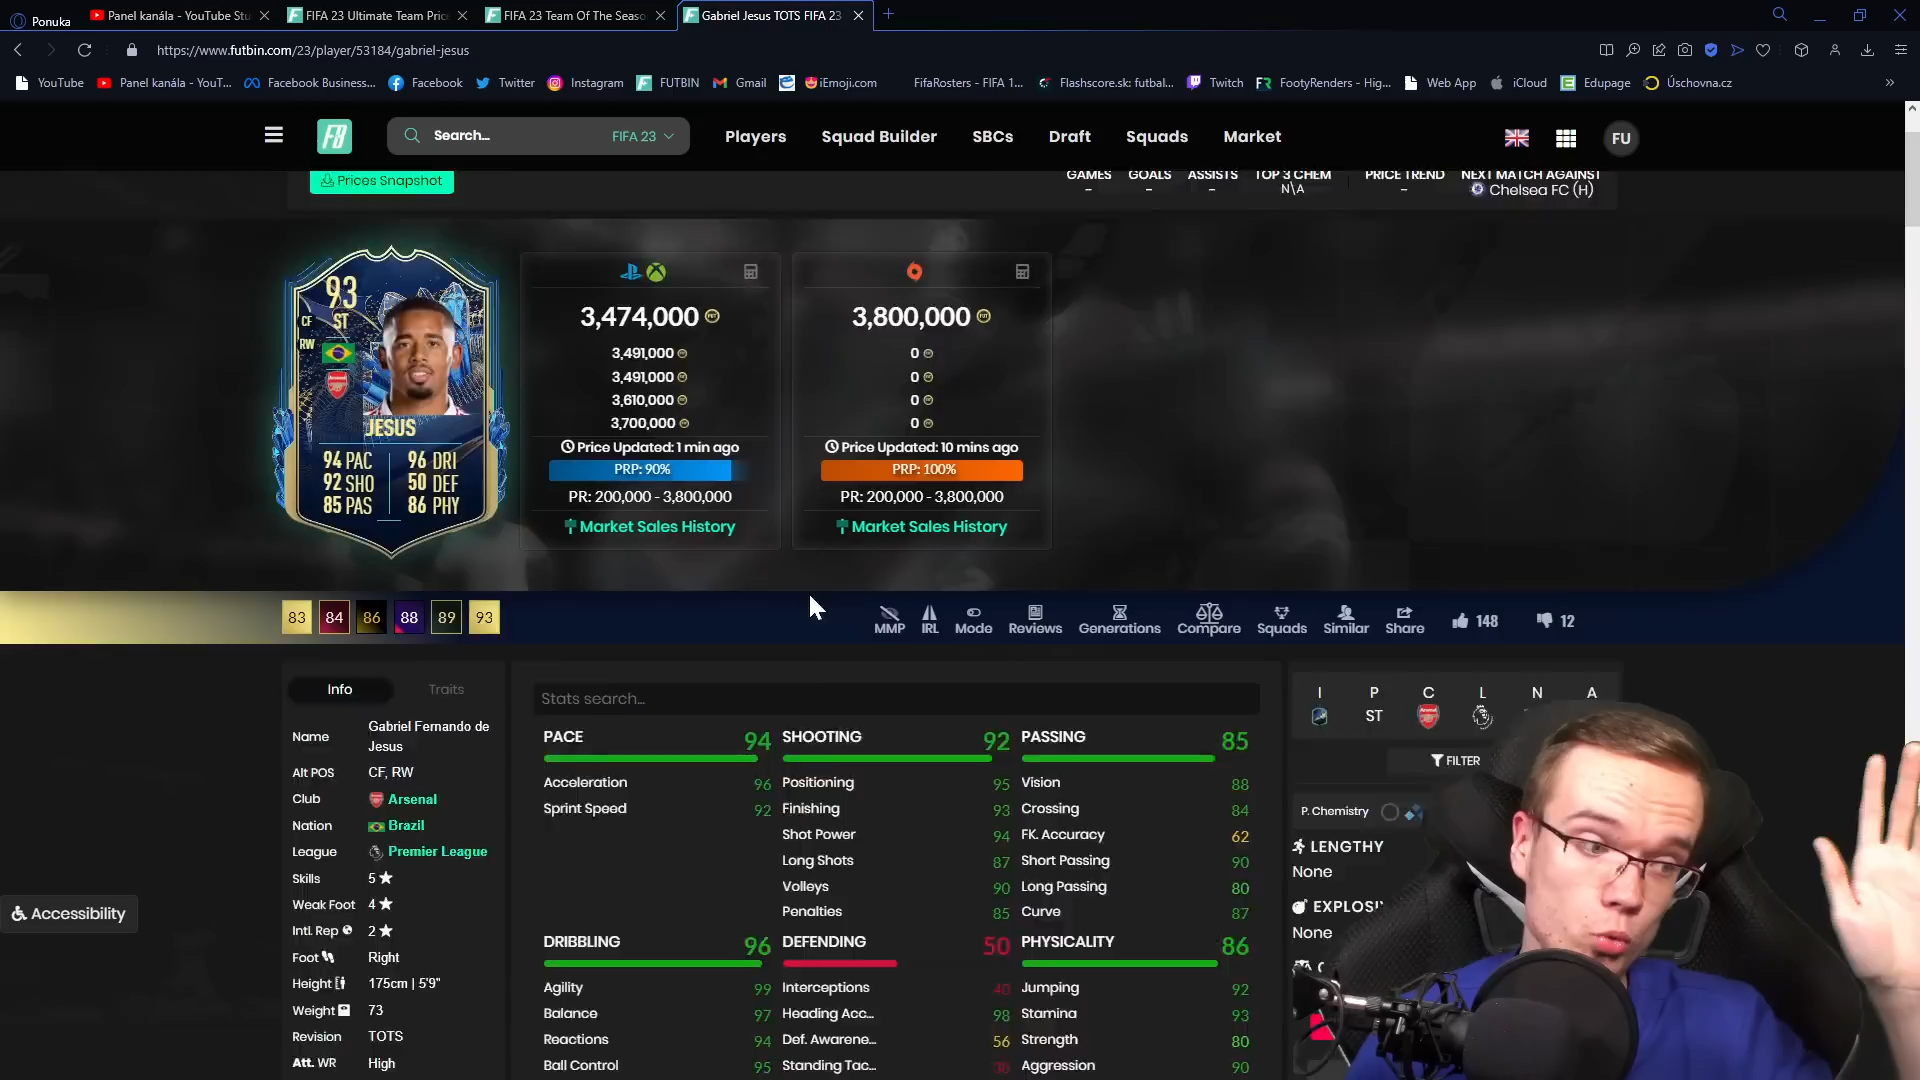 Ponuka
Panel kanála - YouTube Stu
FIFA 23 Ultimate Team Price
FIFA 23 Team Of The Seaso
Gabriel Jesus TOTS FIFA 23
https://www.futbin.com/23/player/53184/gabriel-jesus
YouTube
Panel kanála - YouT...
Facebook Business...
Facebook
Twitter
Instagram
FUTBIN
Gmail
iEmoji.com
FifaRosters - FIFA 1...
Flashscore.sk: futbal...
Twitch
FootyRenders - Hig...
Web App
iCloud
Edupage
Úschovna.cz
Search...
FIFA 23
Players
Squad Builder
SBCs
Draft
Squads
Market
FU
Prices Snapshot
GAMES
GOALS
ASSISTS
TOP 3 CHEM
PRICE TREND
NEXT MATCH AGAINST
-
-
-
N\A
-
Chelsea FC (H)
93
ST
CF
RW
JESUS
94 PAC
96 DRI
92 SHO
50 DEF
85 PAS
86 PHY
3,474,000
3,491,000
3,491,000
3,610,000
3,700,000
Price Updated: 1 min ago
PRP: 90%
PR: 200,000 - 3,800,000
Market Sales History
3,800,000
0
0
0
0
Price Updated: 10 mins ago
PRP: 100%
PR: 200,000 - 3,800,000
Market Sales History
83
84
86
88
89
93
MMP
IRL
Mode
Reviews
Generations
Compare
Squads
Similar
Share
148
12
Info
Traits
Name
Gabriel Fernando de
Jesus
Alt POS
CF, RW
Club
Arsenal
Nation
Brazil
League
Premier League
Skills
5
Weak Foot
4
Intl. Rep
2
Foot
Right
Height
175cm | 5'9"
Weight
73
Revision
TOTS
Att. WR
High
Accessibility
Stats search...
PACE 94
Acceleration 96
Sprint Speed 92
SHOOTING 92
Positioning 95
Finishing 93
Shot Power 94
Long Shots 87
Volleys 90
Penalties 85
PASSING 85
Vision 88
Crossing 84
FK. Accuracy 62
Short Passing 90
Long Passing 80
Curve 87
DRIBBLING 96
Agility 99
Balance 97
Reactions 94
Ball Control 95
DEFENDING 50
Interceptions 40
Heading Acc... 98
Def. Awarene... 56
Standing Tac...
PHYSICALITY 86
Jumping 92
Stamina 93
Strength 80
Aggression 90
I
P
C
L
N
A
ST
FILTER
P. Chemistry
LENGTHY
None
EXPLOSI
None